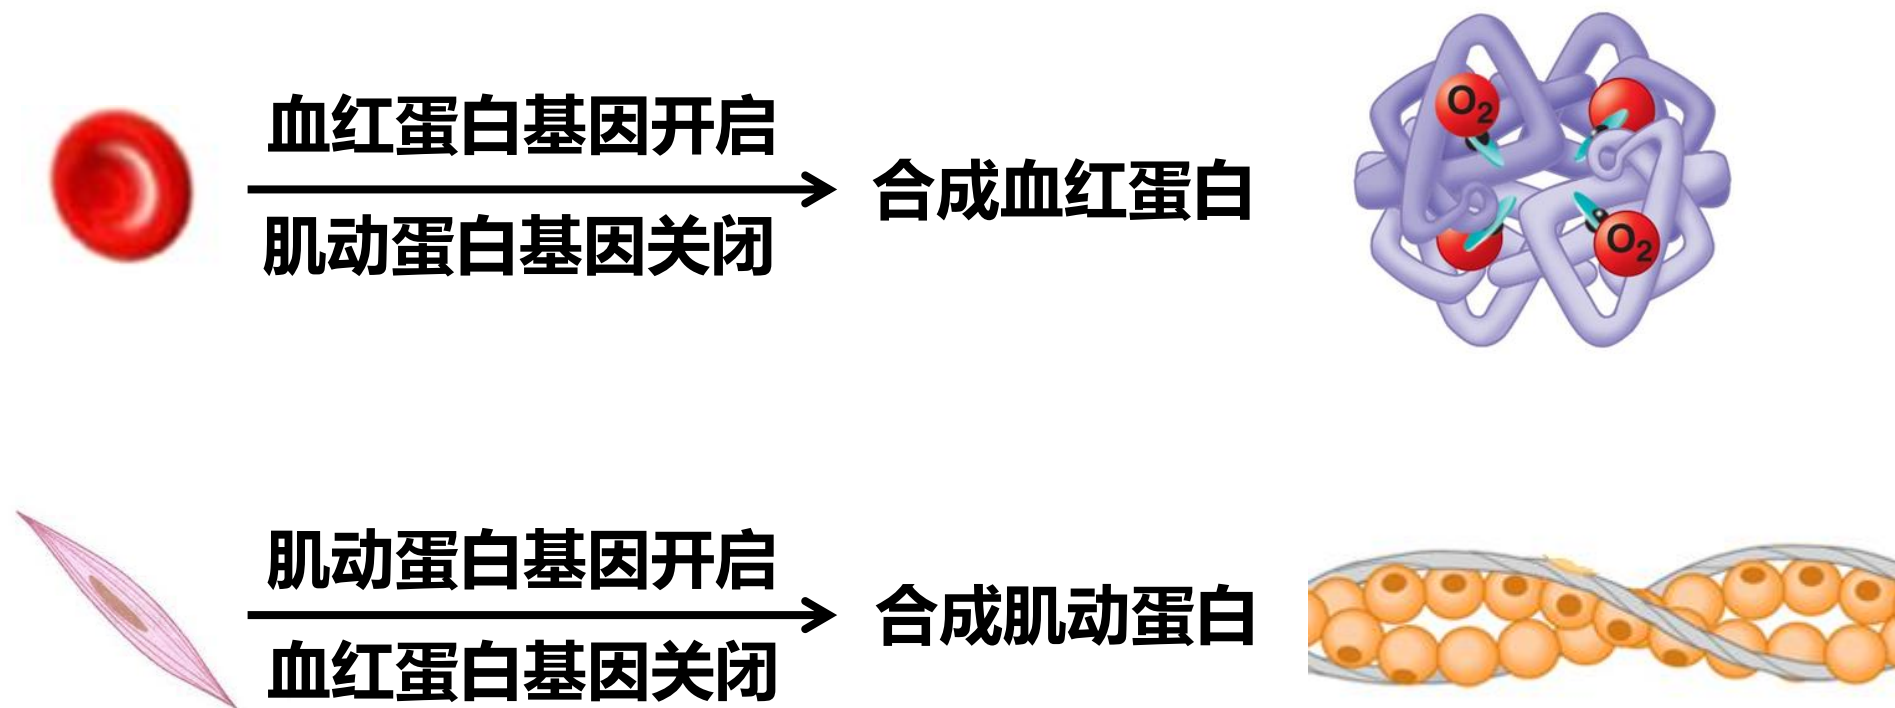 血红蛋白基因开启
肌动蛋白基因关闭
合成血红蛋白
O₂
O₂
肌动蛋白基因开启
血红蛋白基因关闭
合成肌动蛋白